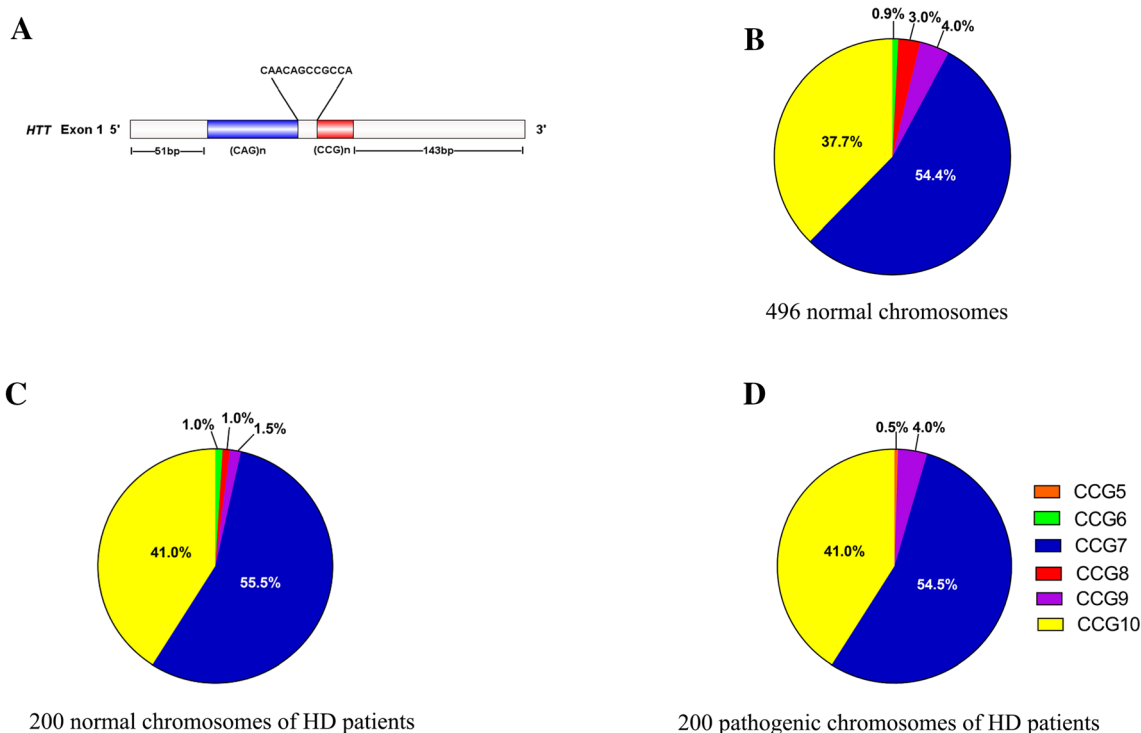 A
CAACAGCCGCCA
HTT Exon 1 5' 3'
51bp (CAG)n (CCG)n 143bp
B
0.9% 3.0% 4.0%
37.7%
54.4%
496 normal chromosomes
C
1.0% 1.0% 1.5%
41.0%
55.5%
200 normal chromosomes of HD patients
D
0.5% 4.0%
41.0%
54.5%
CCG5
CCG6
CCG7
CCG8
CCG9
CCG10
200 pathogenic chromosomes of HD patients